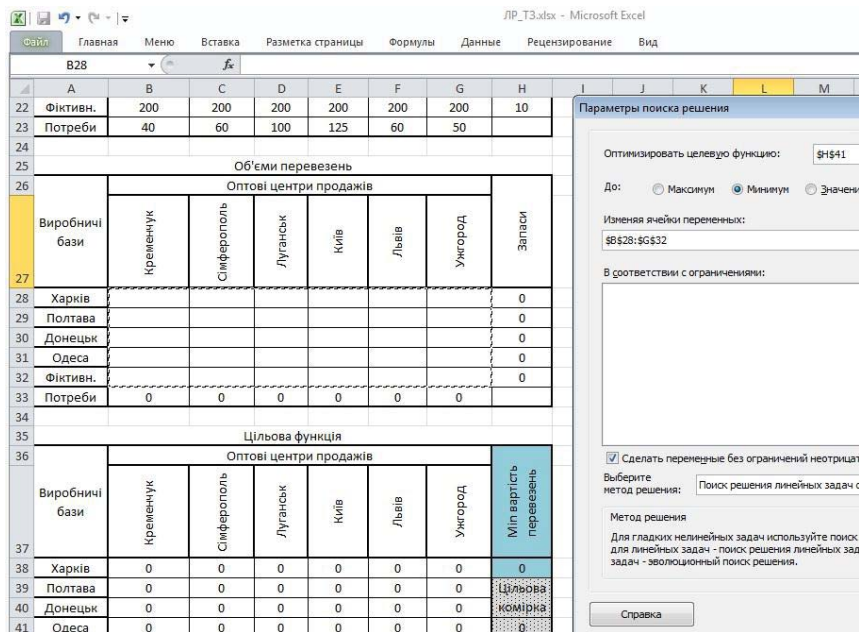 ЛР_ТЗ.xlsx - Microsoft Excel
Файл Главная Меню Вставка Разметка страницы Формулы Данные Рецензирование Вид
B28 fx
A B C D E F G H I J K L M
22 Фіктивн. 200 200 200 200 200 200 10
23 Потреби 40 60 100 125 60 50
24
25 Об'єми перевезень
26 Оптові центри продажів
27 Виробничі бази Кременчук Сімферополь Луганськ Київ Львів Ужгород Запаси
28 Харків 0
29 Полтава 0
30 Донецьк 0
31 Одеса 0
32 Фіктивн. 0
33 Потреби 0 0 0 0 0 0
34
35 Цільова функція
36 Оптові центри продажів
37 Виробничі бази Кременчук Сімферополь Луганськ Київ Львів Ужгород Min вартість перевезень
38 Харків 0 0 0 0 0 0 0
39 Полтава 0 0 0 0 0 0 Цільова
40 Донецьк 0 0 0 0 0 0 комірка
41 Одеса 0 0 0 0 0 0 0
Параметры поиска решения
Оптимизировать целевую функцию: $H$41
До: Максимум Минимум Значени
Изменяя ячейки переменных:
$B$28:$G$32
В соответствии с ограничениями:
Сделать переменные без ограничений неотрицат
Выберите
метод решения: Поиск решения линейных задач с
Метод решения
Для гладких нелинейных задач используйте поиск
для линейных задач - поиск решения линейных зад
задач - эволюционный поиск решения.
Справка